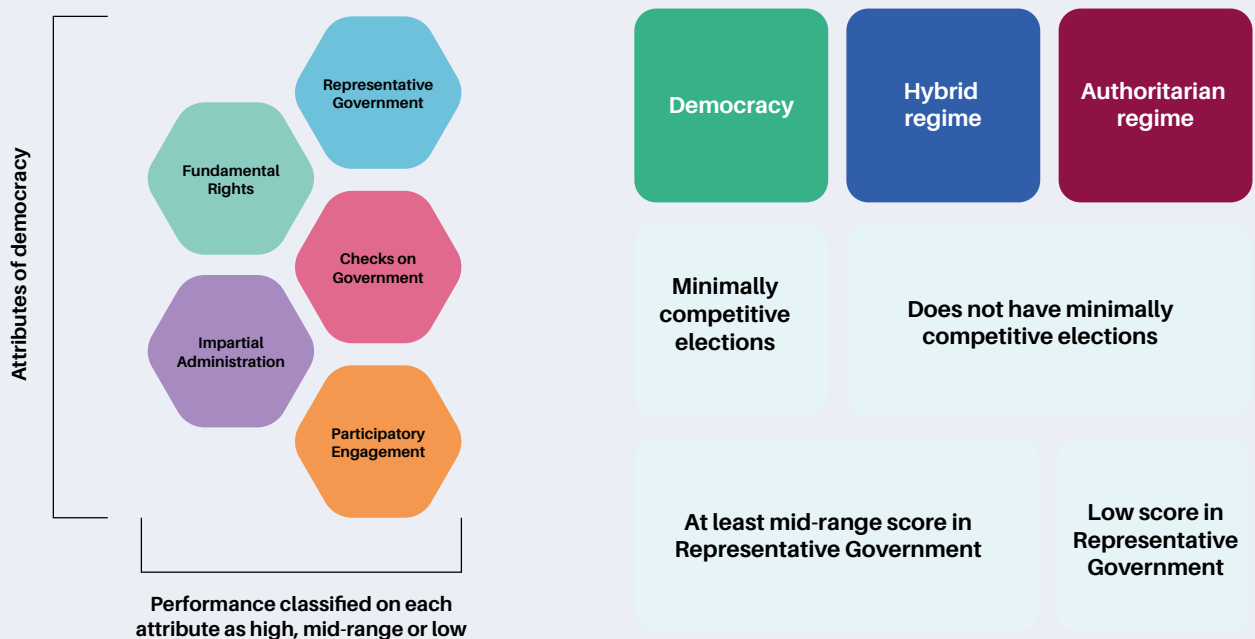 Attributes of democracy
Representative
Government
Fundamental
Rights
Checks on
Government
Impartial
Administration
Participatory
Engagement
Performance classified on each
attribute as high, mid-range or low
Democracy
Hybrid
regime
Authoritarian
regime
Minimally
competitive
elections
Does not have minimally
competitive elections
At least mid-range score in
Representative Government
Low score in
Representative
Government